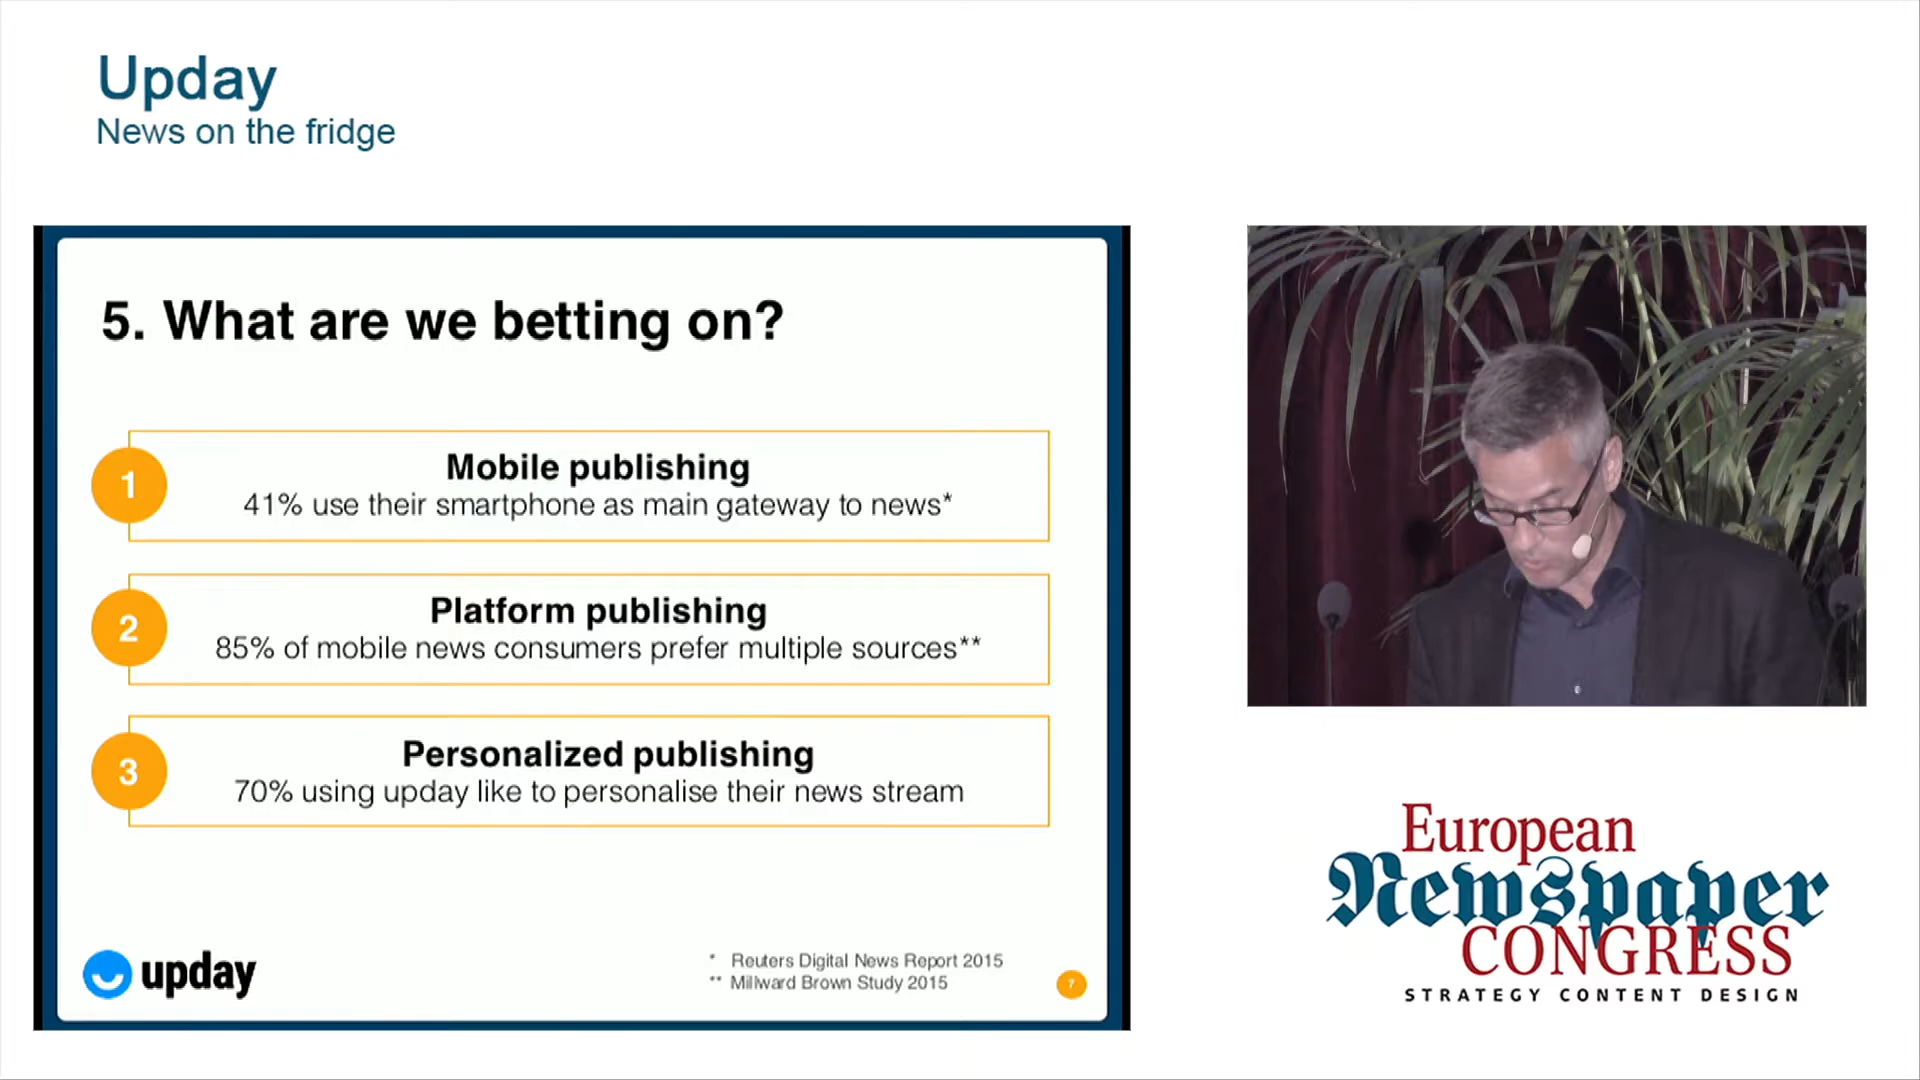 Upday
News on the fridge
5. What are we betting on?
1
Mobile publishing
41% use their smartphone as main gateway to news*
2
Platform publishing
85% of mobile news consumers prefer multiple sources**
3
Personalized publishing
70% using upday like to personalise their news stream
upday
* Reuters Digital News Report 2015
** Millward Brown Study 2015
7
European
Newspaper
CONGRESS
STRATEGY CONTENT DESIGN